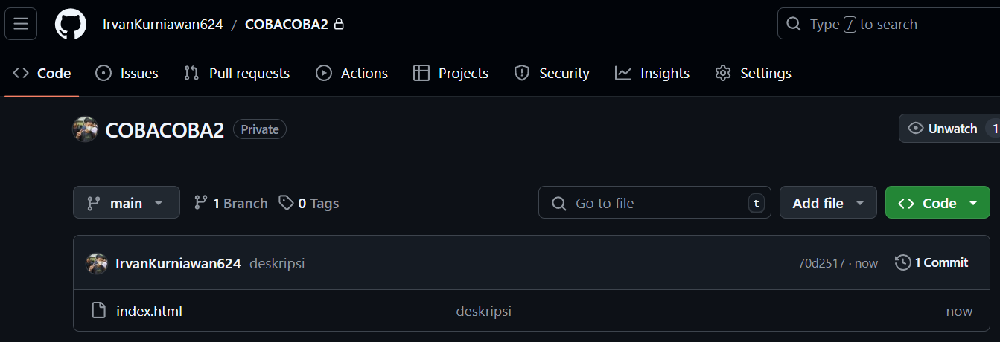 IrvanKurniawan624 / COBACOBA2
Type / to search
Code Issues Pull requests Actions Projects Security Insights Settings
COBACOBA2 Private
Unwatch 1
main 1 Branch 0 Tags
Go to file t
Add file
Code
IrvanKurniawan624 deskripsi 70d2517 · now 1 Commit
index.html deskripsi now